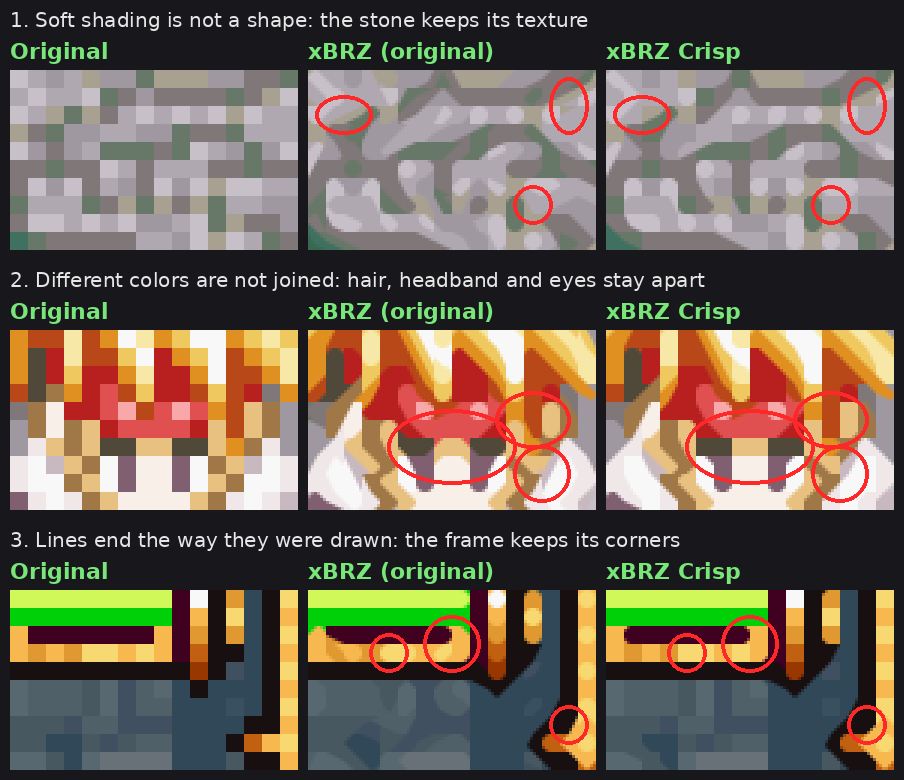 1. Soft shading is not a shape: the stone keeps its texture
Original xBRZ (original) xBRZ Crisp
2. Different colors are not joined: hair, headband and eyes stay apart
Original xBRZ (original) xBRZ Crisp
3. Lines end the way they were drawn: the frame keeps its corners
Original xBRZ (original) xBRZ Crisp